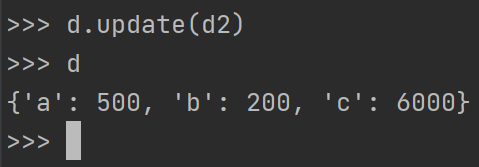 >>> d.update(d2)
>>> d
{'a': 500, 'b': 200, 'c': 6000}
>>>